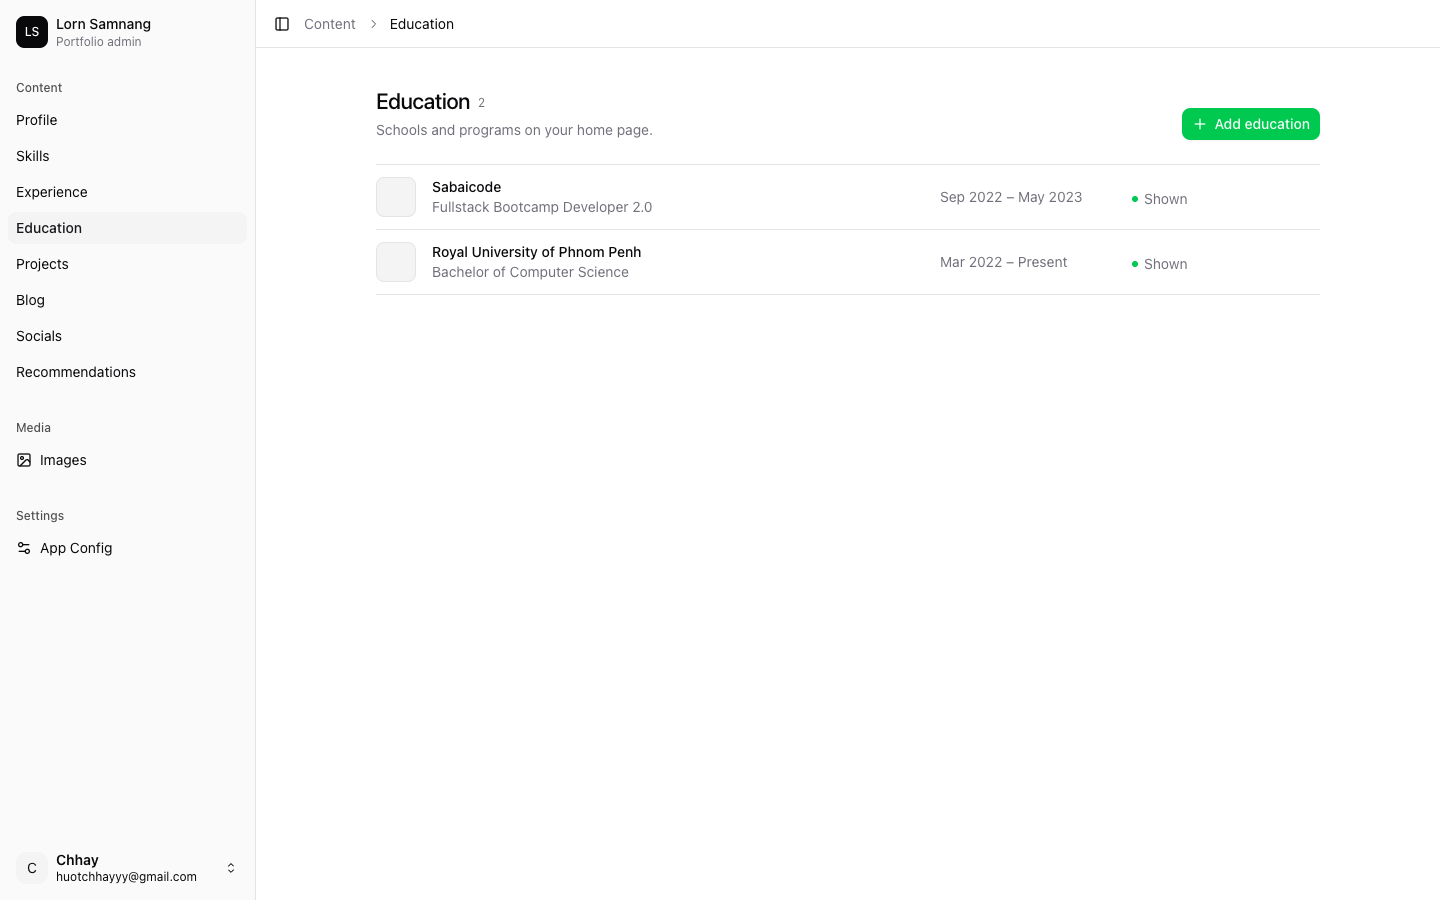 LS
Lorn Samnang
Portfolio admin
Content
Profile
Skills
Experience
Education
Projects
Blog
Socials
Recommendations
Media
Images
Settings
App Config
C
Chhay
huotchhayyy@gmail.com
Content > Education
Education 2
Schools and programs on your home page.
+ Add education
Sabaicode
Fullstack Bootcamp Developer 2.0
Sep 2022 – May 2023
Shown
Royal University of Phnom Penh
Bachelor of Computer Science
Mar 2022 – Present
Shown